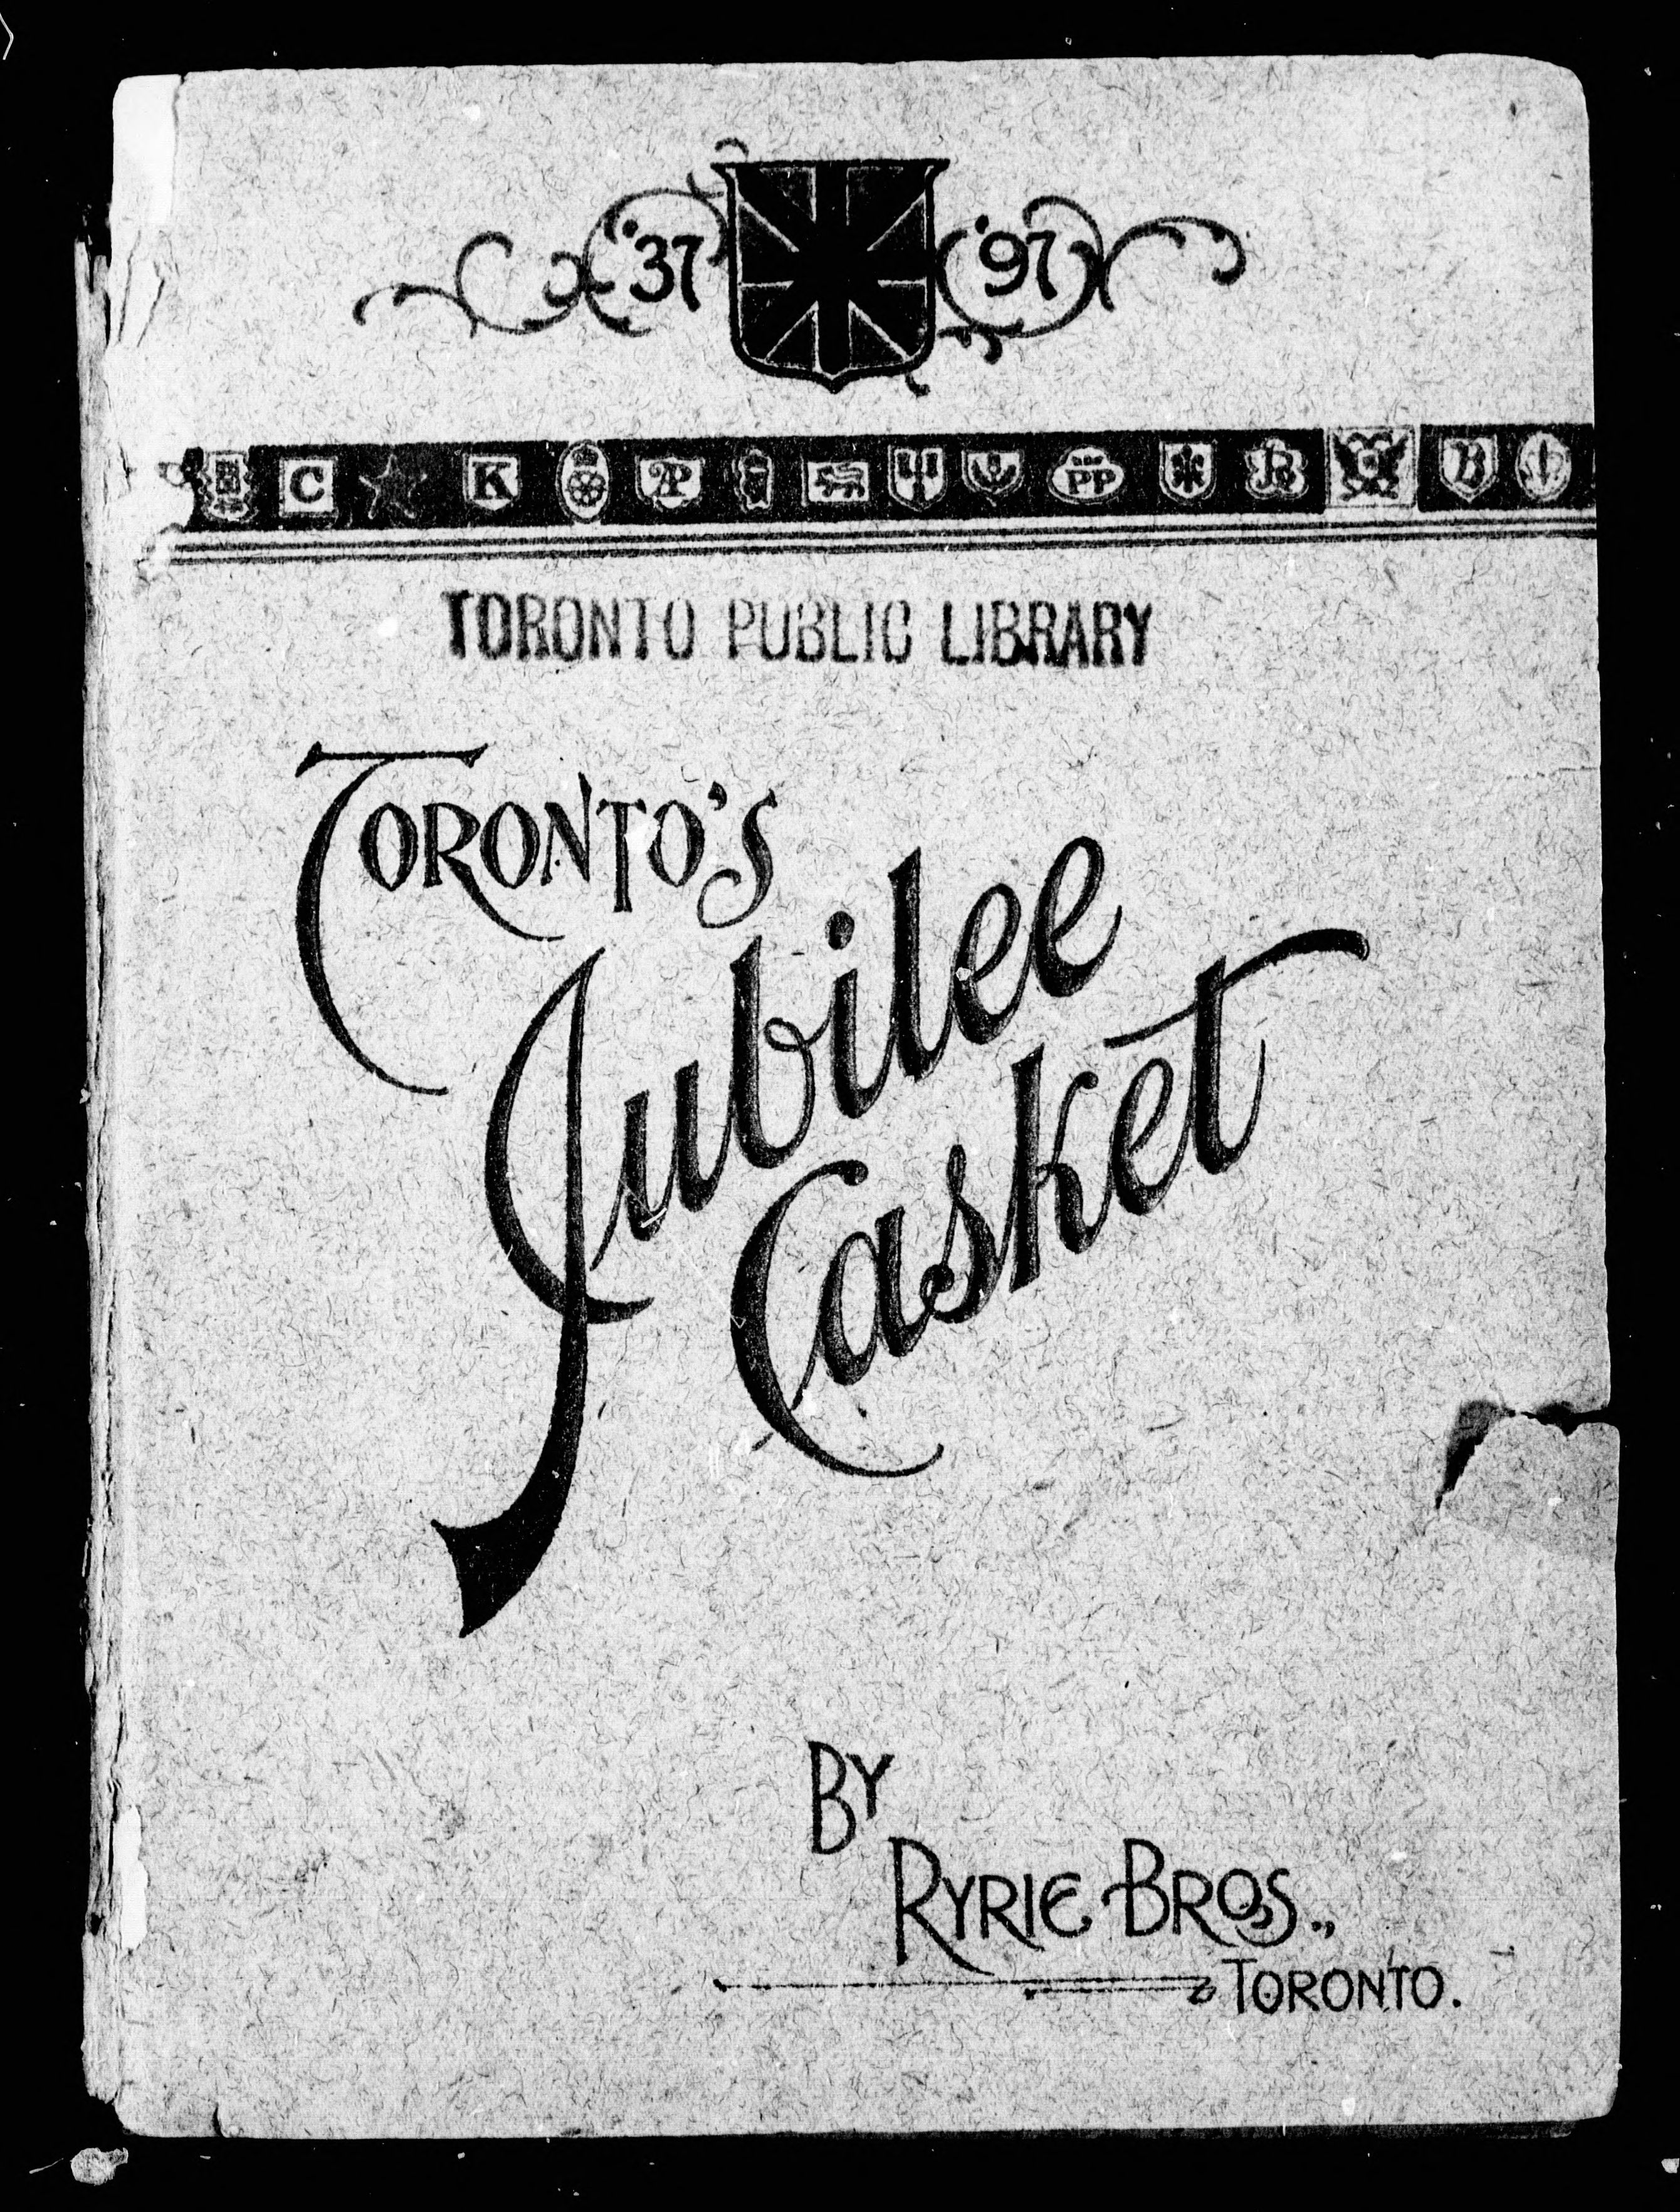 '37 '97
C K AP PP R B
TORONTO PUBLIC LIBRARY
TORONTO'S
Jubilee
Casket
BY
RYRIE BROS.,
TORONTO.